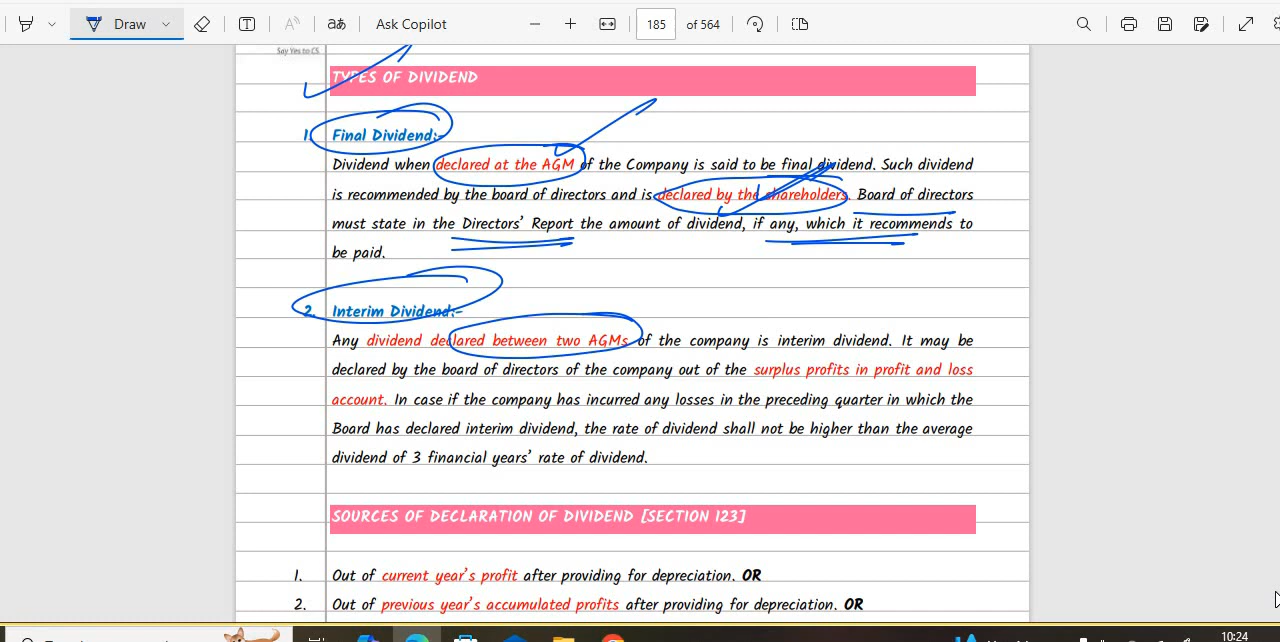 Draw
aあ
Ask Copilot
185 of 564
Say Yes to CS
TYPES OF DIVIDEND
1. Final Dividend:-
Dividend when declared at the AGM of the Company is said to be final dividend. Such dividend
is recommended by the board of directors and is declared by the shareholders. Board of directors
must state in the Directors' Report the amount of dividend, if any, which it recommends to
be paid.
2. Interim Dividend:-
Any dividend declared between two AGMs of the company is interim dividend. It may be
declared by the board of directors of the company out of the surplus profits in profit and loss
account. In case if the company has incurred any losses in the preceding quarter in which the
Board has declared interim dividend, the rate of dividend shall not be higher than the average
dividend of 3 financial years' rate of dividend.
SOURCES OF DECLARATION OF DIVIDEND [SECTION 123]
1. Out of current year's profit after providing for depreciation. OR
2. Out of previous year's accumulated profits after providing for depreciation. OR
10:24